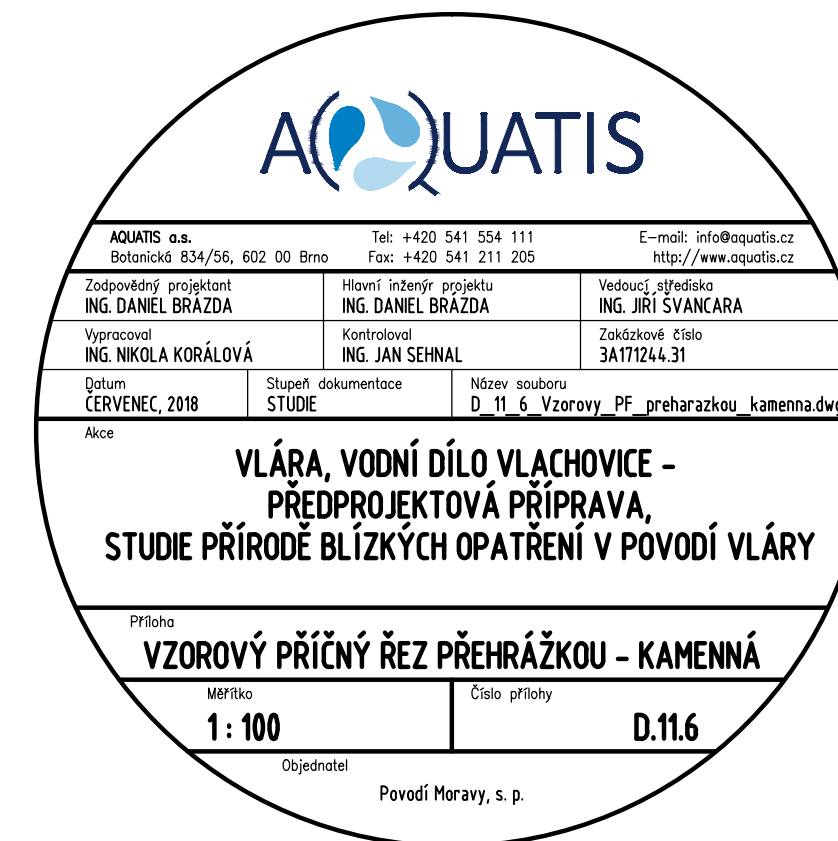 AQUATIS
AQUATIS a.s. Tel: +420 541 554 111 E-mail: info@aquatis.cz
Botanická 834/56, 602 00 Brno Fax: +420 541 211 205 http://www.aquatis.cz
Zodpovědný projektant Hlavní inženýr projektu Vedoucí střediska
ING. DANIEL BRÁZDA ING. DANIEL BRÁZDA ING. JIŘÍ ŠVANCARA
Vypracoval Kontroloval Zakázkové číslo
ING. NIKOLA KORÁLOVÁ ING. JAN SEHNAL 3A171244.31
Datum Stupeň dokumentace Název souboru
ČERVENEC, 2018 STUDIE D_11_6_Vzorovy_PF_preharazkou_kamenna.dwg
Akce
VLÁRA, VODNÍ DÍLO VLACHOVICE -
PŘEDPROJEKTOVÁ PŘÍPRAVA,
STUDIE PŘÍRODĚ BLÍZKÝCH OPATŘENÍ V POVODÍ VLÁRY
Příloha
VZOROVÝ PŘÍČNÝ ŘEZ PŘEHRÁŽKOU - KAMENNÁ
Měřítko Číslo přílohy
1 : 100 D.11.6
Objednatel
Povodí Moravy, s. p.